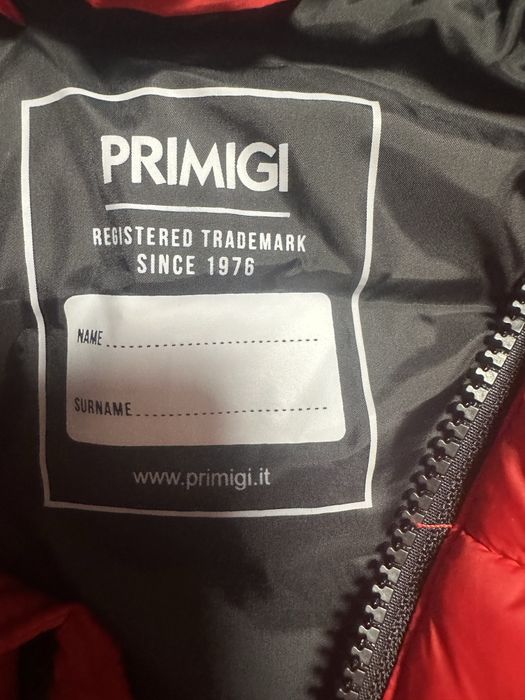 PRIMIGI
REGISTERED TRADEMARK
SINCE 1976
NAME
SURNAME
www.primigi.it